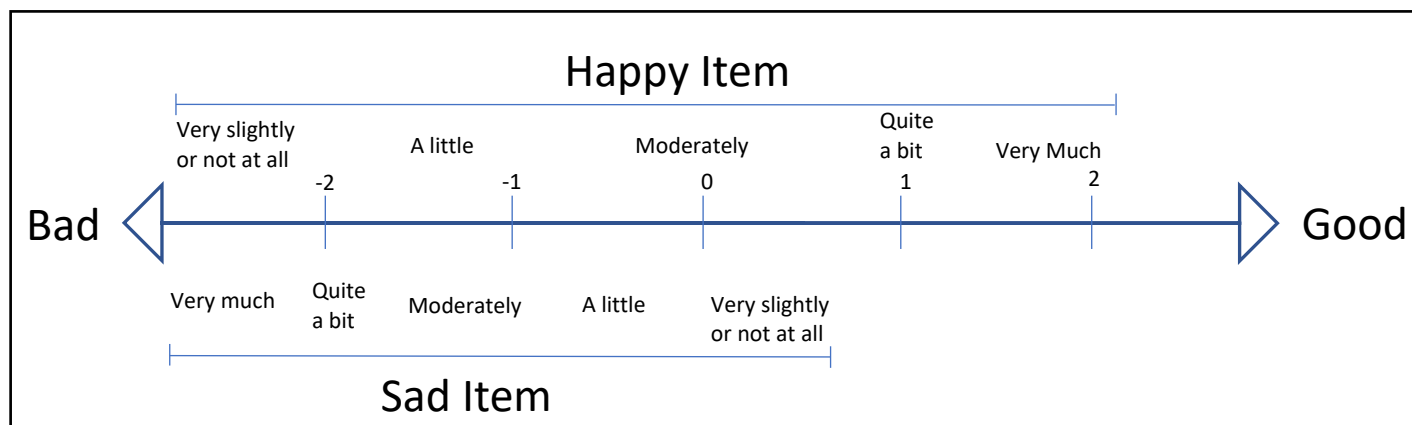 Happy Item
Very slightly
or not at all
A little
Moderately
Quite
a bit
Very Much
-2
-1
0
1
2
Bad
Good
Very much
Quite
a bit
Moderately
A little
Very slightly
or not at all
Sad Item